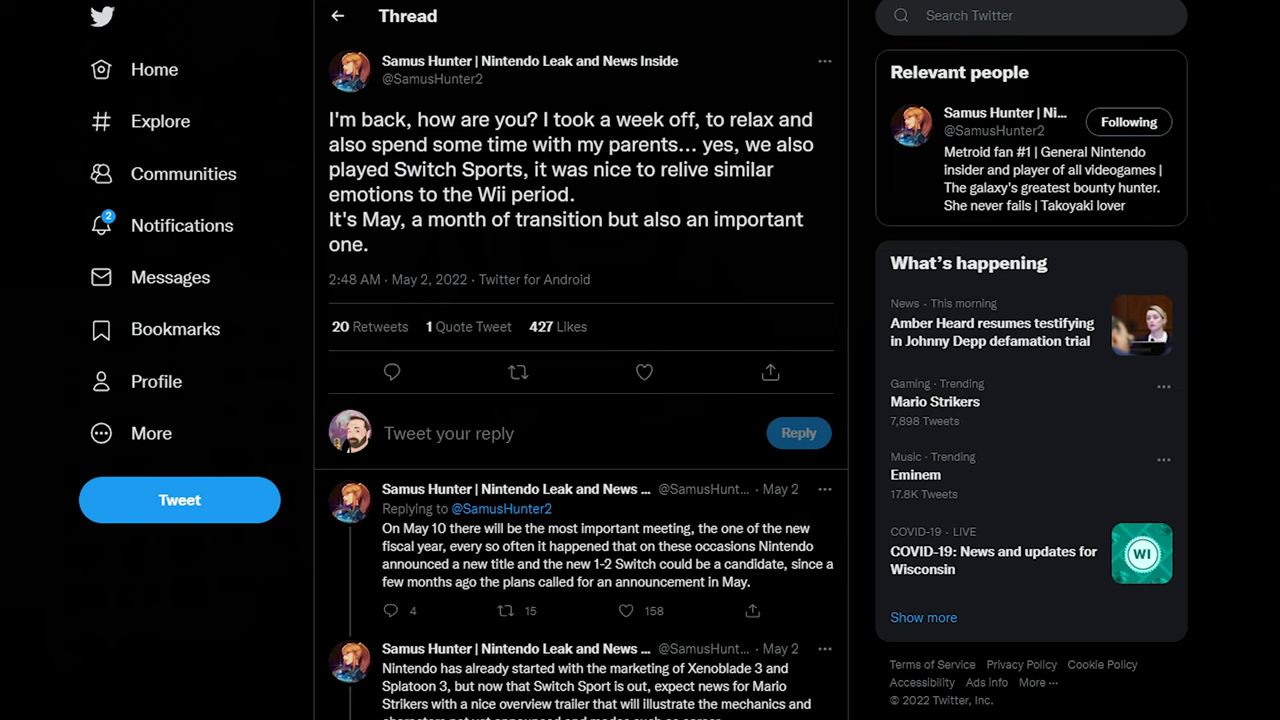 Home
Explore
Communities
2
Notifications
Messages
Bookmarks
Profile
More
Tweet
Thread
Samus Hunter | Nintendo Leak and News Inside
@SamusHunter2
I'm back, how are you? I took a week off, to relax and
also spend some time with my parents... yes, we also
played Switch Sports, it was nice to relive similar
emotions to the Wii period.
It's May, a month of transition but also an important
one.
2:48 AM · May 2, 2022 · Twitter for Android
20 Retweets 1 Quote Tweet 427 Likes
Tweet your reply
Reply
Samus Hunter | Nintendo Leak and News ... @SamusHunt... · May 2
Replying to @SamusHunter2
On May 10 there will be the most important meeting, the one of the new
fiscal year, every so often it happened that on these occasions Nintendo
announced a new title and the new 1-2 Switch could be a candidate, since a
few months ago the plans called for an announcement in May.
4 15 158
Samus Hunter | Nintendo Leak and News ... @SamusHunt... · May 2
Nintendo has already started with the marketing of Xenoblade 3 and
Splatoon 3, but now that Switch Sport is out, expect news for Mario
Strikers with a nice overview trailer that will illustrate the mechanics and
Search Twitter
Relevant people
Samus Hunter | Ni...
@SamusHunter2
Following
Metroid fan #1 | General Nintendo
insider and player of all videogames |
The galaxy's greatest bounty hunter.
She never fails | Takoyaki lover
What's happening
News · This morning
Amber Heard resumes testifying
in Johnny Depp defamation trial
Gaming · Trending
Mario Strikers
7,898 Tweets
Music · Trending
Eminem
17.8K Tweets
COVID-19 · LIVE
COVID-19: News and updates for
Wisconsin
WI
Show more
Terms of Service Privacy Policy Cookie Policy
Accessibility Ads info More ···
© 2022 Twitter, Inc.